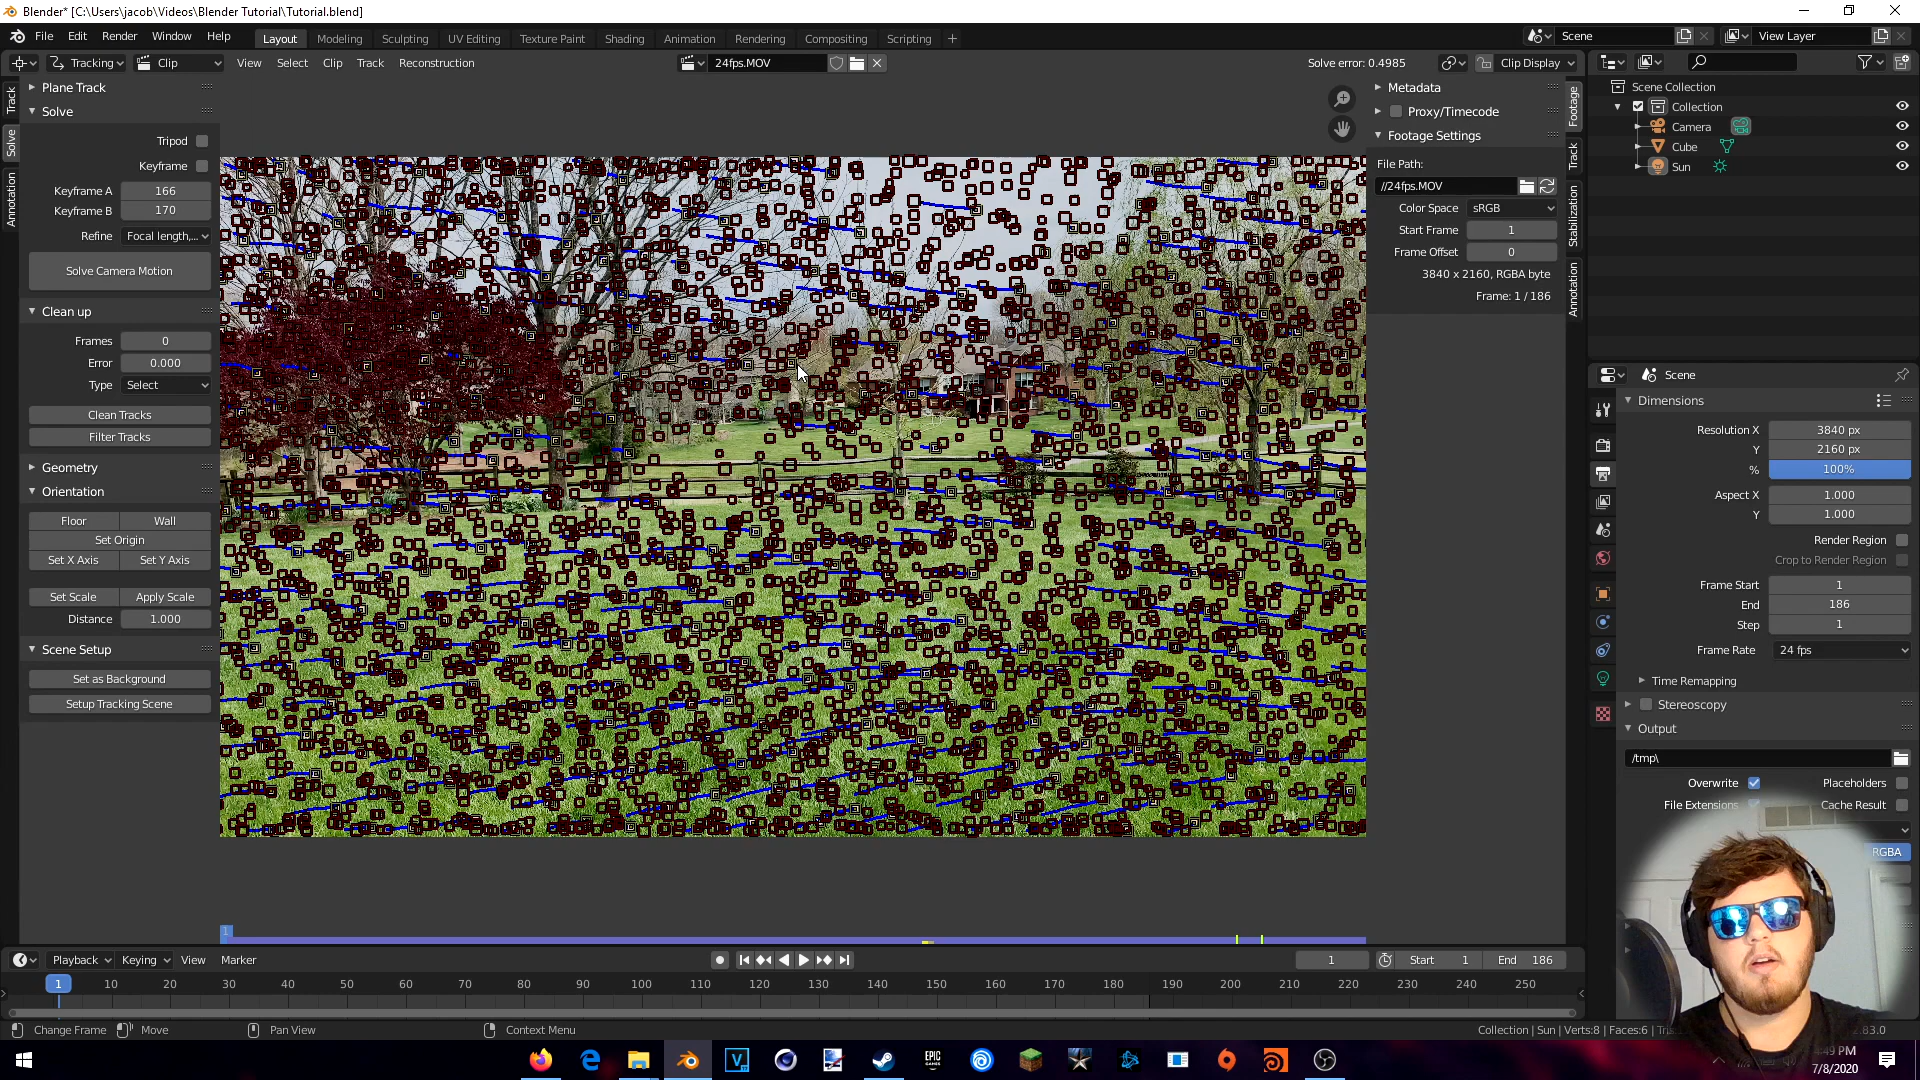 Blender* [C:\Users\jacob\Videos\Blender Tutorial\Tutorial.blend]
File Edit Render Window Help
Layout Modeling Sculpting UV Editing Texture Paint Shading Animation Rendering Compositing Scripting +
Scene
View Layer
Tracking Clip View Select Clip Track Reconstruction
24fps.MOV
Solve error: 0.4985
Clip Display
Track
Solve
Annotation
Plane Track
Solve
Tripod
Keyframe
Keyframe A 166
Keyframe B 170
Refine Focal length,...
Solve Camera Motion
Clean up
Frames 0
Error 0.000
Type Select
Clean Tracks
Filter Tracks
Geometry
Orientation
Floor Wall
Set Origin
Set X Axis Set Y Axis
Set Scale Apply Scale
Distance 1.000
Scene Setup
Set as Background
Setup Tracking Scene
Metadata
Proxy/Timecode
Footage Settings
File Path:
//24fps.MOV
Color Space sRGB
Start Frame 1
Frame Offset 0
3840 x 2160, RGBA byte
Frame: 1 / 186
Footage
Track
Stabilization
Annotation
Scene Collection
Collection
Camera
Cube
Sun
Scene
Dimensions
Resolution X 3840 px
Y 2160 px
% 100%
Aspect X 1.000
Y 1.000
Render Region
Crop to Render Region
Frame Start 1
End 186
Step 1
Frame Rate 24 fps
Time Remapping
Stereoscopy
Output
/tmp\
Overwrite Placeholders
File Extensions Cache Result
RGBA
1
Playback Keying View Marker
1 Start 1 End 186
1 10 20 30 40 50 60 70 80 90 100 110 120 130 140 150 160 170 180 190 200 210 220 230 240 250
Change Frame Move Pan View Context Menu
Collection | Sun | Verts:8 | Faces:6 |
2.83.0
EPIC GAMES
:49 PM
7/8/2020